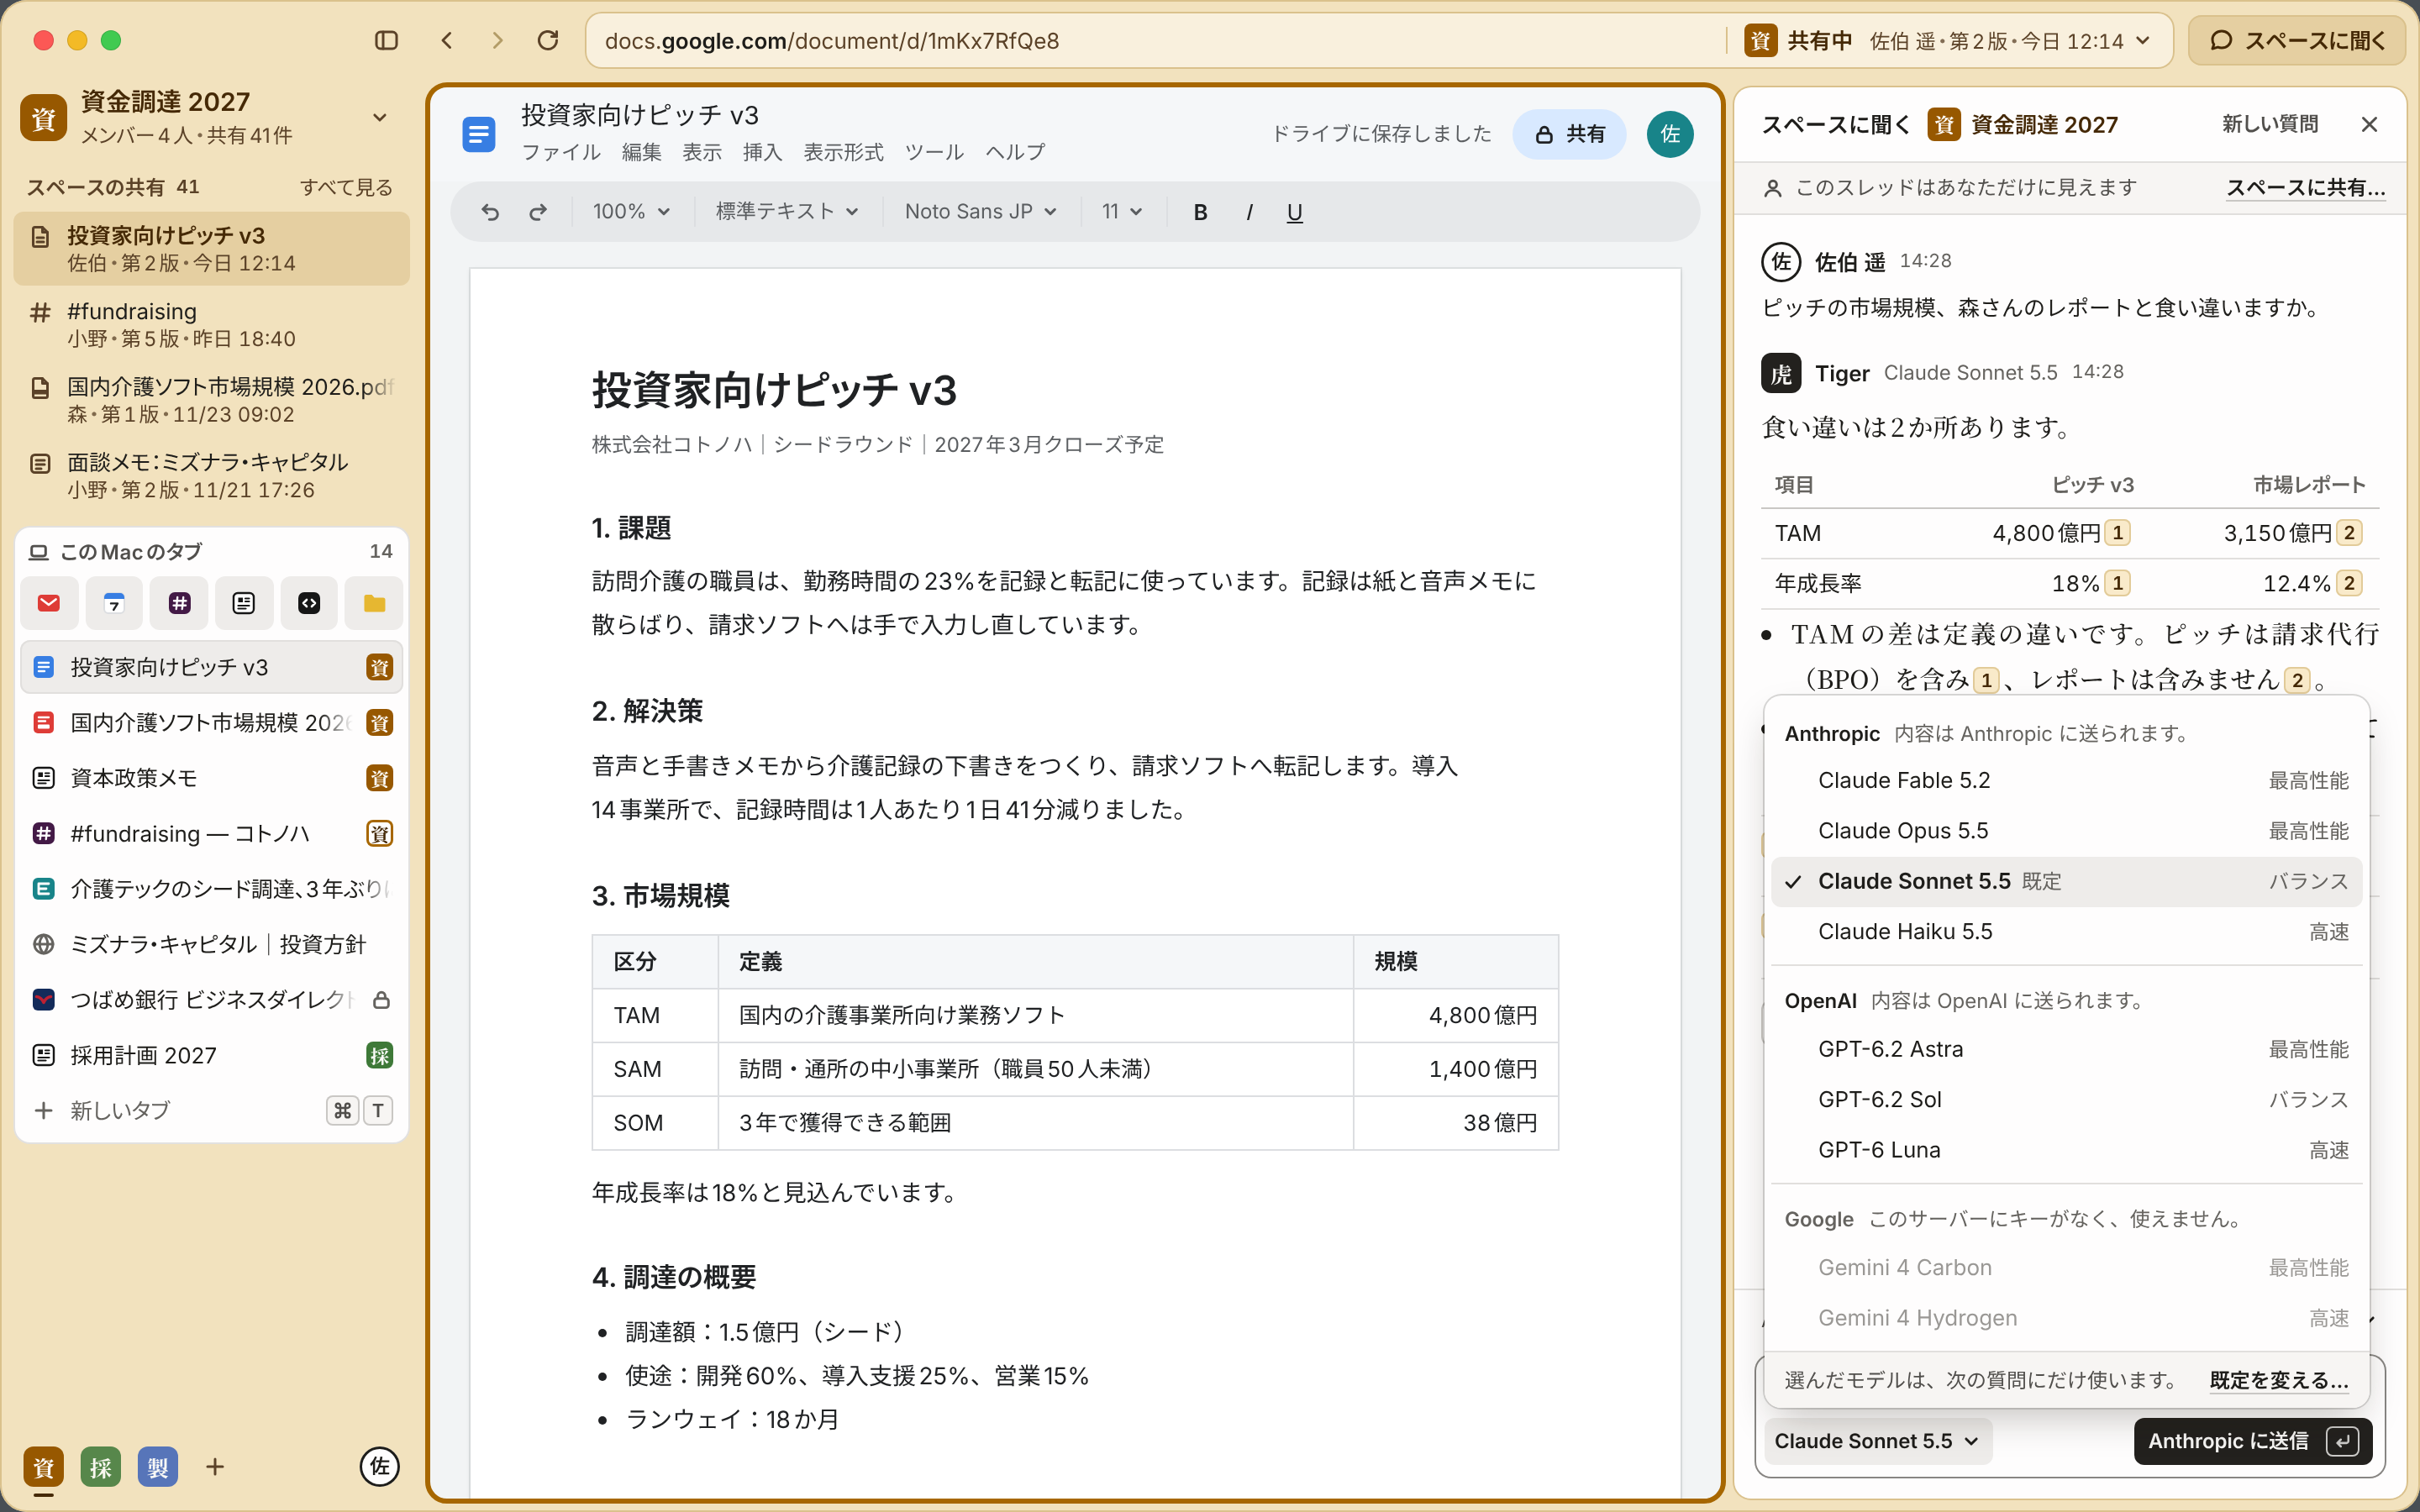 docs.google.com/document/d/1mKx7RfQe8
資 共有中 佐伯 遥・第2版・今日 12:14
スペースに聞く
資 資金調達 2027
メンバー4人・共有41件
スペースの共有 41 すべて見る
投資家向けピッチ v3
佐伯・第2版・今日 12:14
#fundraising
小野・第5版・昨日 18:40
国内介護ソフト市場規模 2026.pdf
森・第1版・11/23 09:02
面談メモ：ミズナラ・キャピタル
小野・第2版・11/21 17:26
このMacのタブ 14
7
投資家向けピッチ v3 資
国内介護ソフト市場規模 202 資
資本政策メモ 資
#fundraising — コトノハ 資
介護テックのシード調達、3年ぶり
ミズナラ・キャピタル｜投資方針
つばめ銀行 ビジネスダイレク
採用計画 2027 採
新しいタブ ⌘ T
資 採 製 + 佐
投資家向けピッチ v3
ファイル 編集 表示 挿入 表示形式 ツール ヘルプ
ドライブに保存しました 共有 佐
100% 標準テキスト Noto Sans JP 11 B I U
投資家向けピッチ v3
株式会社コトノハ｜シードラウンド｜2027年3月クローズ予定
1. 課題
訪問介護の職員は、勤務時間の23%を記録と転記に使っています。記録は紙と音声メモに
散らばり、請求ソフトへは手で入力し直しています。
2. 解決策
音声と手書きメモから介護記録の下書きをつくり、請求ソフトへ転記します。導入
14事業所で、記録時間は1人あたり1日41分減りました。
3. 市場規模
区分 定義 規模
TAM 国内の介護事業所向け業務ソフト 4,800億円
SAM 訪問・通所の中小事業所（職員50人未満） 1,400億円
SOM 3年で獲得できる範囲 38億円
年成長率は18%と見込んでいます。
4. 調達の概要
• 調達額：1.5億円（シード）
• 使途：開発60%、導入支援25%、営業15%
• ランウェイ：18か月
スペースに聞く 資 資金調達 2027 新しい質問
このスレッドはあなただけに見えます スペースに共有...
佐 佐伯 遥 14:28
ピッチの市場規模、森さんのレポートと食い違いますか。
虎 Tiger Claude Sonnet 5.5 14:28
食い違いは2か所あります。
項目 ピッチ v3 市場レポート
TAM 4,800億円 1 3,150億円 2
年成長率 18% 1 12.4% 2
• TAMの差は定義の違いです。ピッチは請求代行
（BPO）を含み 1 、レポートは含みません 2 。
Anthropic 内容は Anthropic に送られます。
Claude Fable 5.2 最高性能
Claude Opus 5.5 最高性能
Claude Sonnet 5.5 既定 バランス
Claude Haiku 5.5 高速
OpenAI 内容は OpenAI に送られます。
GPT-6.2 Astra 最高性能
GPT-6.2 Sol バランス
GPT-6 Luna 高速
Google このサーバーにキーがなく、使えません。
Gemini 4 Carbon 最高性能
Gemini 4 Hydrogen 高速
選んだモデルは、次の質問にだけ使います。 既定を変える...
Claude Sonnet 5.5 Anthropic に送信